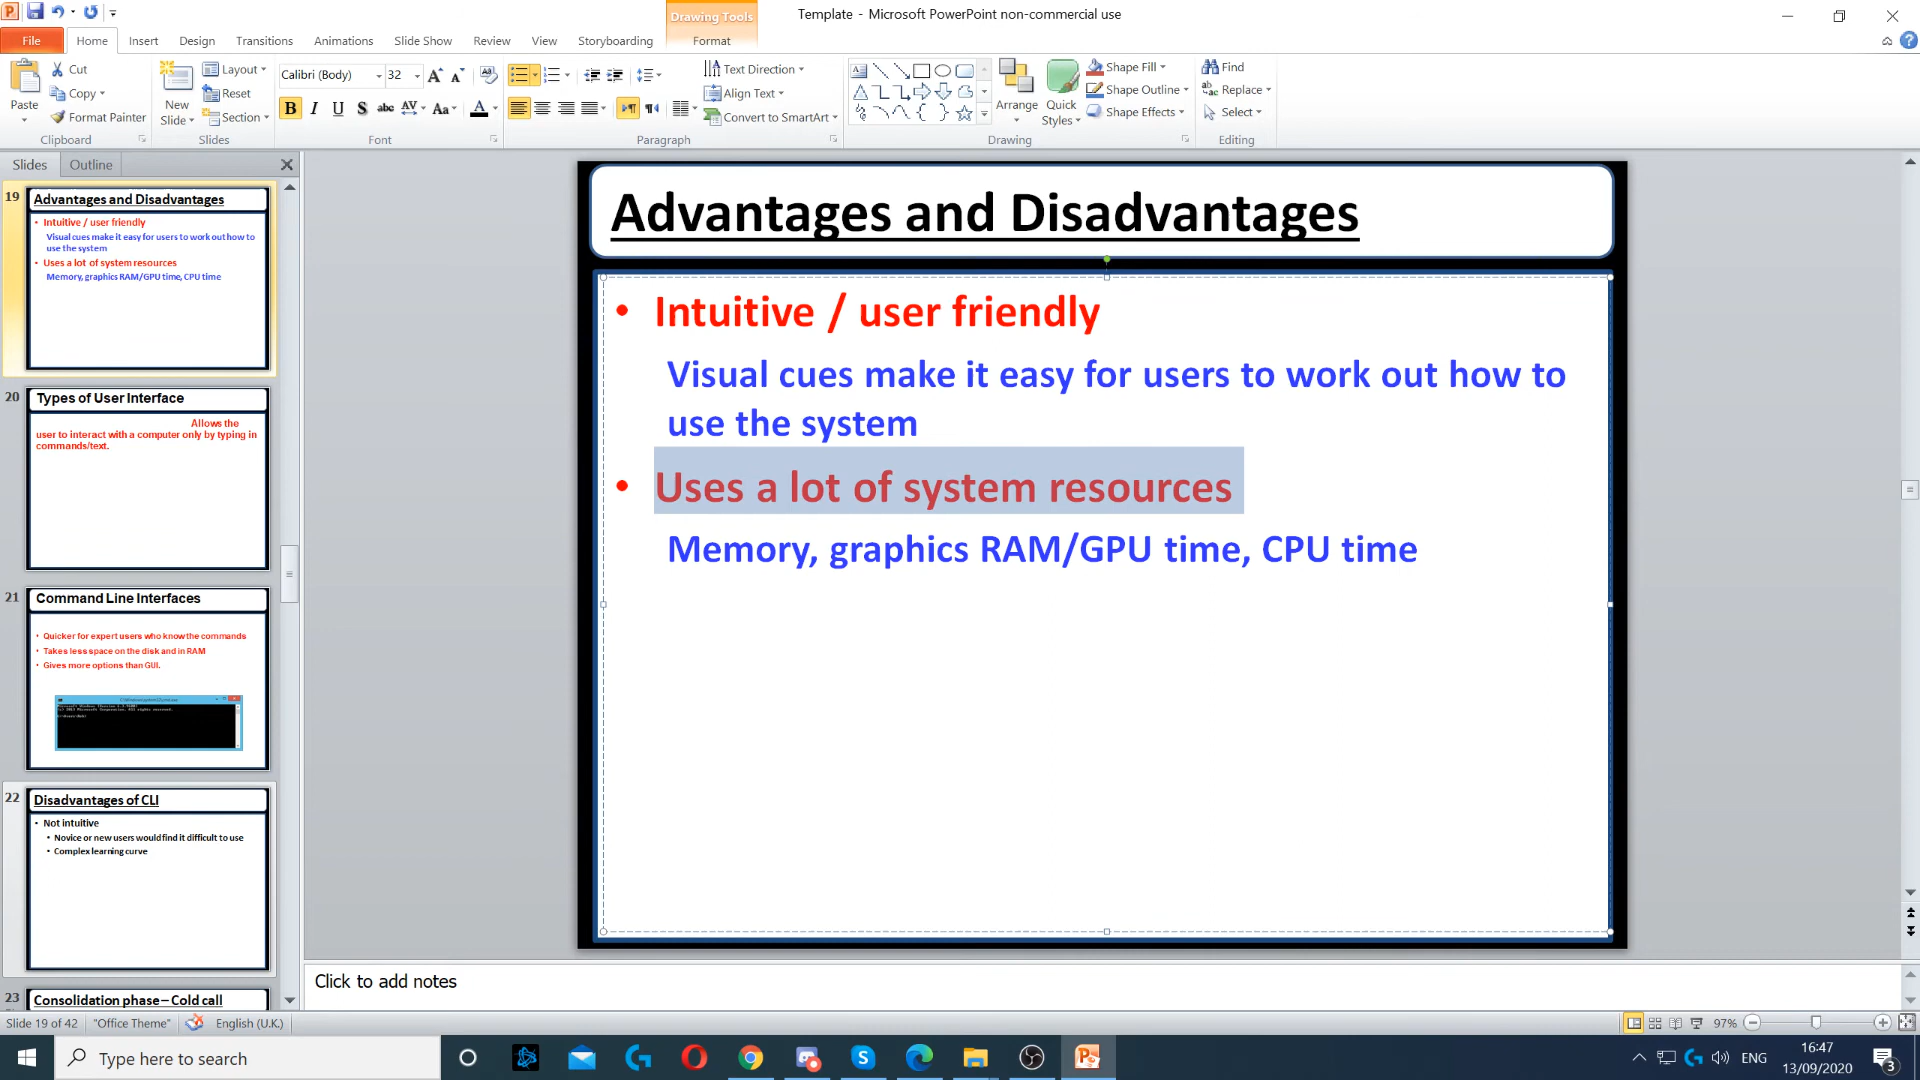 Template - Microsoft PowerPoint non-commercial use
Drawing Tools
File Home Insert Design Transitions Animations Slide Show Review View Storyboarding Format
Paste
Cut
Copy
Format Painter
Clipboard
New
Slide
Layout
Reset
Section
Slides
Calibri (Body) 32
Font
Paragraph
Text Direction
Align Text
Convert to SmartArt
Arrange
Quick
Styles
Shape Fill
Shape Outline
Shape Effects
Drawing
Find
Replace
Select
Editing
Slides Outline
19
Advantages and Disadvantages
• Intuitive / user friendly
Visual cues make it easy for users to work out how to
use the system
• Uses a lot of system resources
Memory, graphics RAM/GPU time, CPU time
20
Types of User Interface
Allows the
user to interact with a computer only by typing in
commands/text.
21
Command Line Interfaces
• Quicker for expert users who know the commands
• Takes less space on the disk and in RAM
• Gives more options than GUI.
22
Disadvantages of CLI
• Not intuitive
• Novice or new users would find it difficult to use
• Complex learning curve
23
Consolidation phase – Cold call
Advantages and Disadvantages
• Intuitive / user friendly
Visual cues make it easy for users to work out how to
use the system
• Uses a lot of system resources
Memory, graphics RAM/GPU time, CPU time
Click to add notes
Slide 19 of 42 "Office Theme" English (U.K.) 97%
Type here to search
ENG
16:47
13/09/2020
3